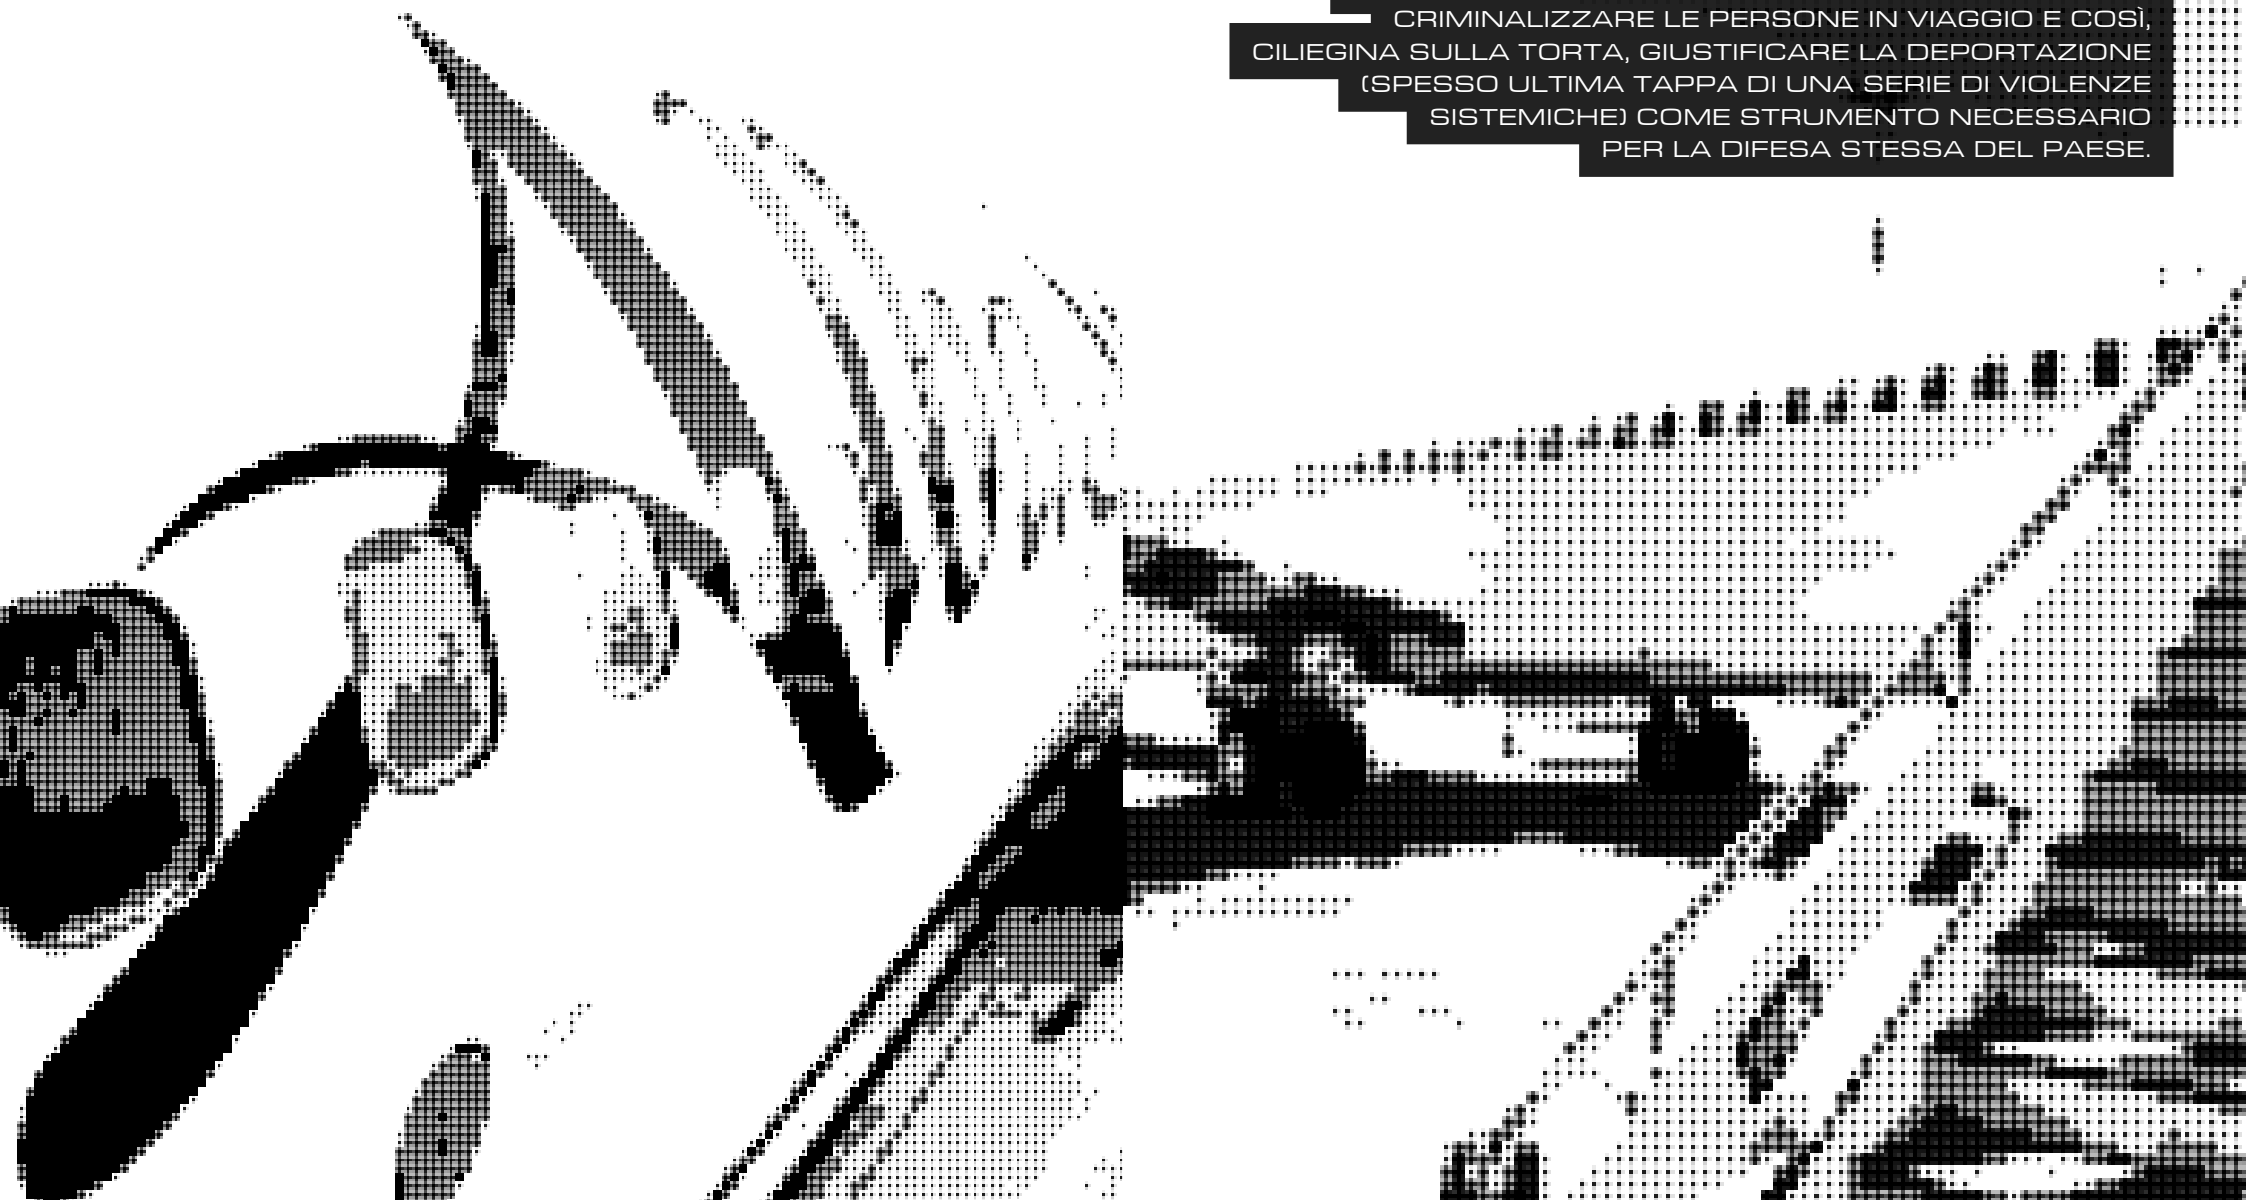 CRIMINALIZZARE LE PERSONE IN VIAGGIO E COSÌ,
CILIEGINA SULLA TORTA, GIUSTIFICARE LA DEPORTAZIONE
(SPESSO ULTIMA TAPPA DI UNA SERIE DI VIOLENZE
SISTEMICHE) COME STRUMENTO NECESSARIO
PER LA DIFESA STESSA DEL PAESE.